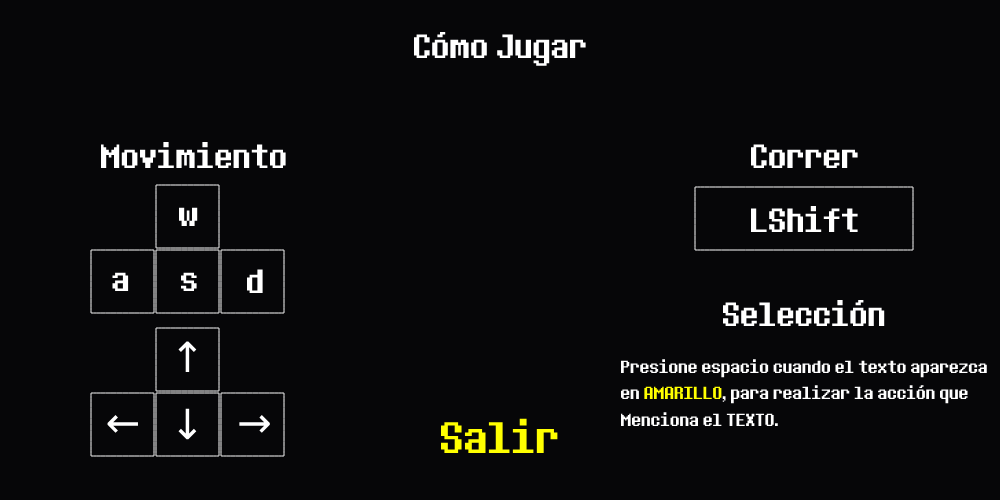 Cómo Jugar
Movimiento
w
a s d
↑
← ↓ →
Correr
LShift
Selección
Presione espacio cuando el texto aparezca
en AMARILLO, para realizar la acción que
Menciona el TEXTO.
Salir